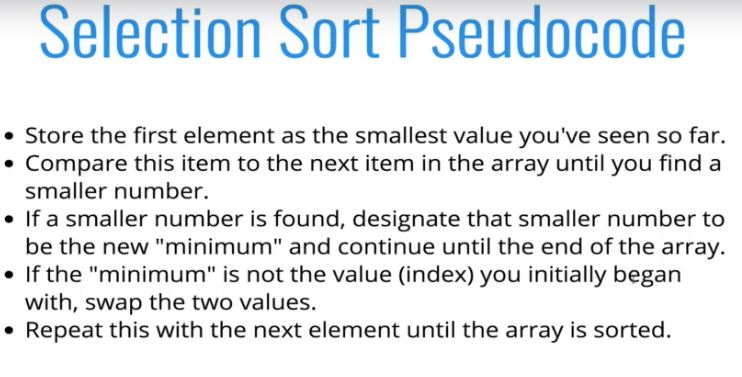 Selection Sort Pseudocode
• Store the first element as the smallest value you've seen so far.
• Compare this item to the next item in the array until you find a
smaller number.
• If a smaller number is found, designate that smaller number to
be the new "minimum" and continue until the end of the array.
• If the "minimum" is not the value (index) you initially began
with, swap the two values.
• Repeat this with the next element until the array is sorted.